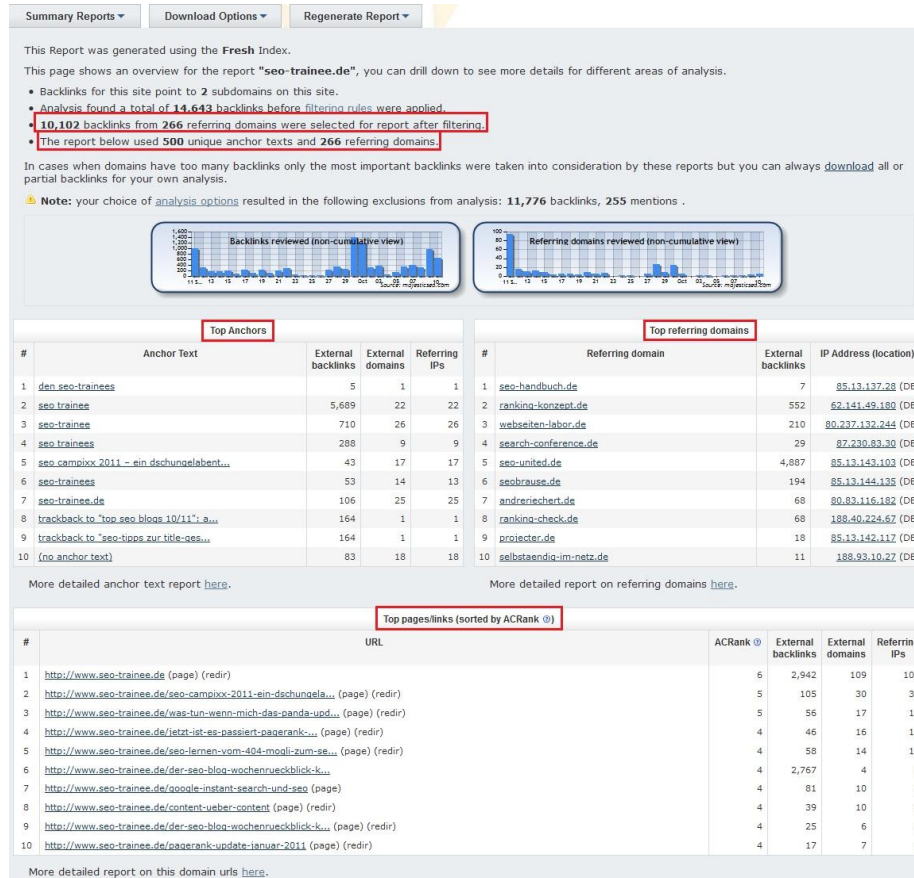 Summary Reports Download Options Regenerate Report
This Report was generated using the Fresh Index.
This page shows an overview for the report "seo-trainee.de", you can drill down to see more details for different areas of analysis.
• Backlinks for this site point to 2 subdomains on this site.
• Analysis found a total of 14,643 backlinks before filtering rules were applied.
• 10,102 backlinks from 266 referring domains were selected for report after filtering.
• The report below used 500 unique anchor texts and 266 referring domains.
In cases when domains have too many backlinks only the most important backlinks were taken into consideration by these reports but you can always download all or
partial backlinks for your own analysis.
Note: your choice of analysis options resulted in the following exclusions from analysis: 11,776 backlinks, 255 mentions .
Backlinks reviewed (non-cumulative view)
Source: majesticseo.com
Referring domains reviewed (non-cumulative view)
Source: majesticseo.com
Top Anchors
# Anchor Text External backlinks External domains Referring IPs
1 den seo-trainees 5 1 1
2 seo trainee 5,689 22 22
3 seo-trainee 710 26 26
4 seo trainees 288 9 9
5 seo campixx 2011 – ein dschungelabent... 43 17 17
6 seo-trainees 53 14 13
7 seo-trainee.de 106 25 25
8 trackback to "top seo blogs 10/11": a... 164 1 1
9 trackback to "seo-tipps zur title-ges... 164 1 1
10 (no anchor text) 83 18 18
More detailed anchor text report here.
Top referring domains
# Referring domain External backlinks IP Address (location)
1 seo-handbuch.de 7 85.13.137.28 (DE
2 ranking-konzept.de 552 62.141.49.180 (DE
3 webseiten-labor.de 210 80.237.132.244 (DE
4 search-conference.de 29 87.230.83.30 (DE
5 seo-united.de 4,887 85.13.143.103 (DE
6 seobrause.de 194 85.13.144.135 (DE
7 andreriechert.de 68 80.83.116.182 (DE
8 ranking-check.de 68 188.40.224.67 (DE
9 projecter.de 18 85.13.142.117 (DE
10 selbstaendig-im-netz.de 11 188.93.10.27 (DE
More detailed report on referring domains here.
Top pages/links (sorted by ACRank)
# URL ACRank External backlinks External domains Referrin IPs
1 http://www.seo-trainee.de (page) (redir) 6 2,942 109 10
2 http://www.seo-trainee.de/seo-campixx-2011-ein-dschungela... (page) (redir) 5 105 30 3
3 http://www.seo-trainee.de/was-tun-wenn-mich-das-panda-upd... (page) (redir) 5 56 17 1
4 http://www.seo-trainee.de/jetzt-ist-es-passiert-pagerank-... (page) (redir) 4 46 16 1
5 http://www.seo-trainee.de/seo-lernen-vom-404-mogli-zum-se... (page) (redir) 4 58 14 1
6 http://www.seo-trainee.de/der-seo-blog-wochenrueckblick-k... 4 2,767 4
7 http://www.seo-trainee.de/google-instant-search-und-seo (page) 4 81 10
8 http://www.seo-trainee.de/content-ueber-content (page) (redir) 4 39 10
9 http://www.seo-trainee.de/der-seo-blog-wochenrueckblick-k... (page) (redir) 4 25 6
10 http://www.seo-trainee.de/pagerank-update-januar-2011 (page) (redir) 4 17 7
More detailed report on this domain urls here.